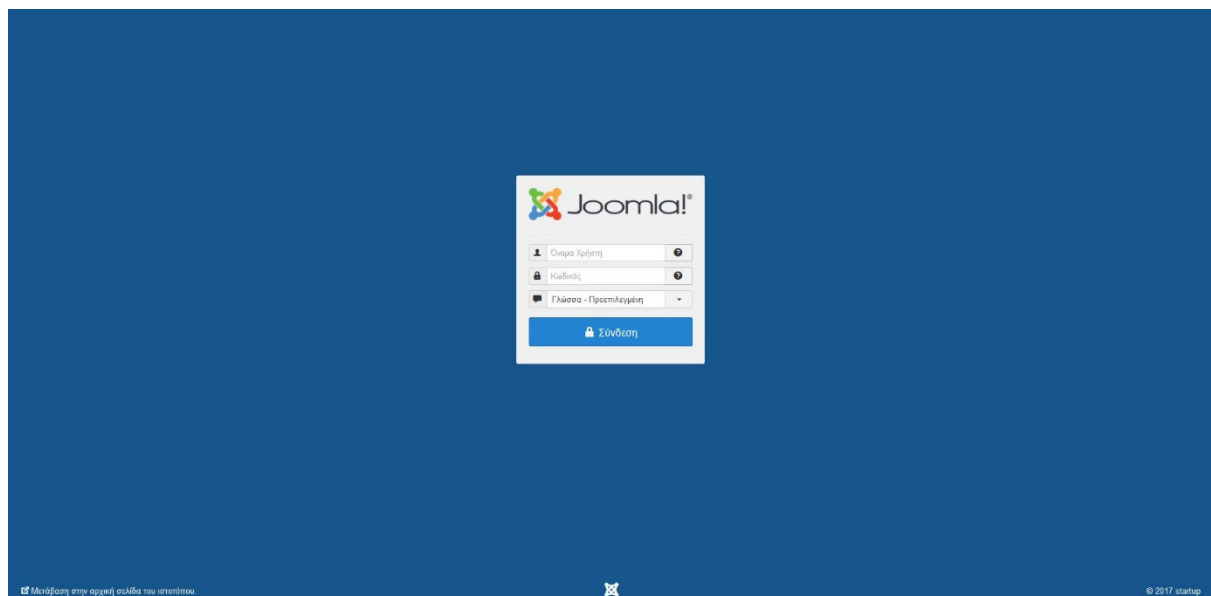 Joomla!®
Όνομα Χρήστη
Κωδικός
Γλώσσα - Προεπιλεγμένη
Σύνδεση
Μετάβαση στην αρχική σελίδα του ιστοτόπου.
© 2017 startup